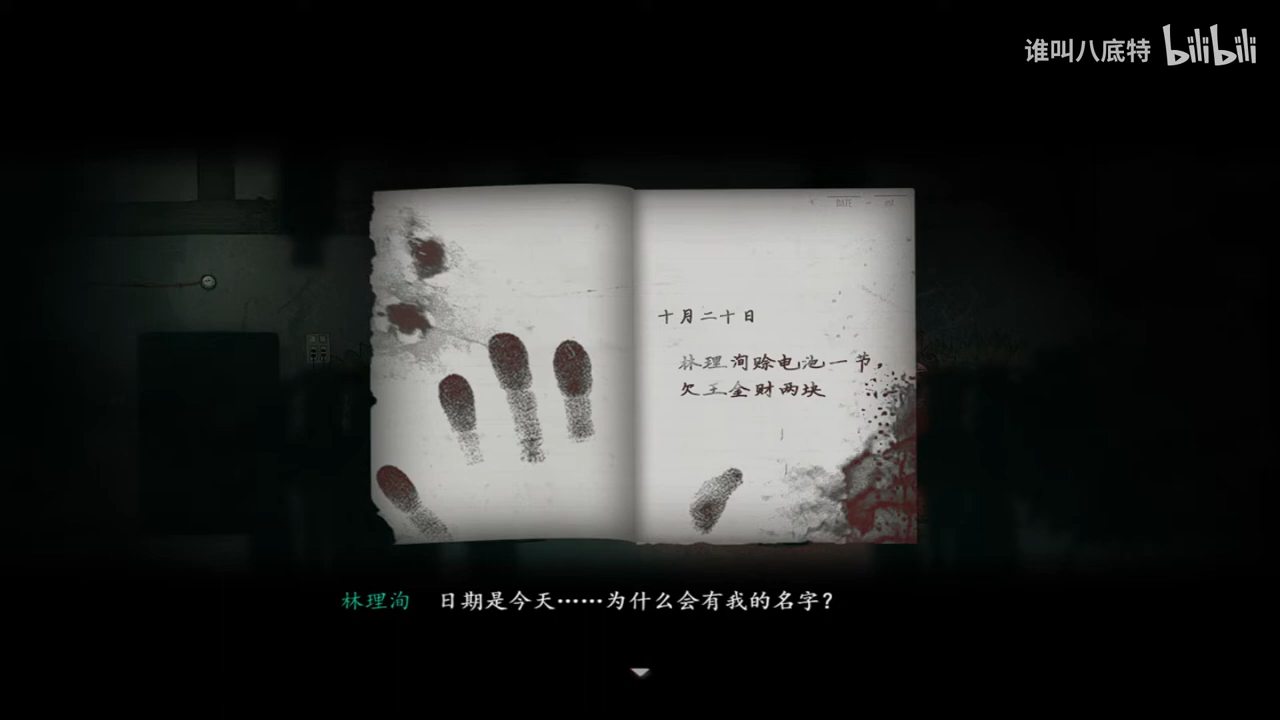 谁叫八底特 bilibili
DATE
十月二十日
林理洵赊电池一节，
欠王金财两块
林理洵 日期是今天……为什么会有我的名字？